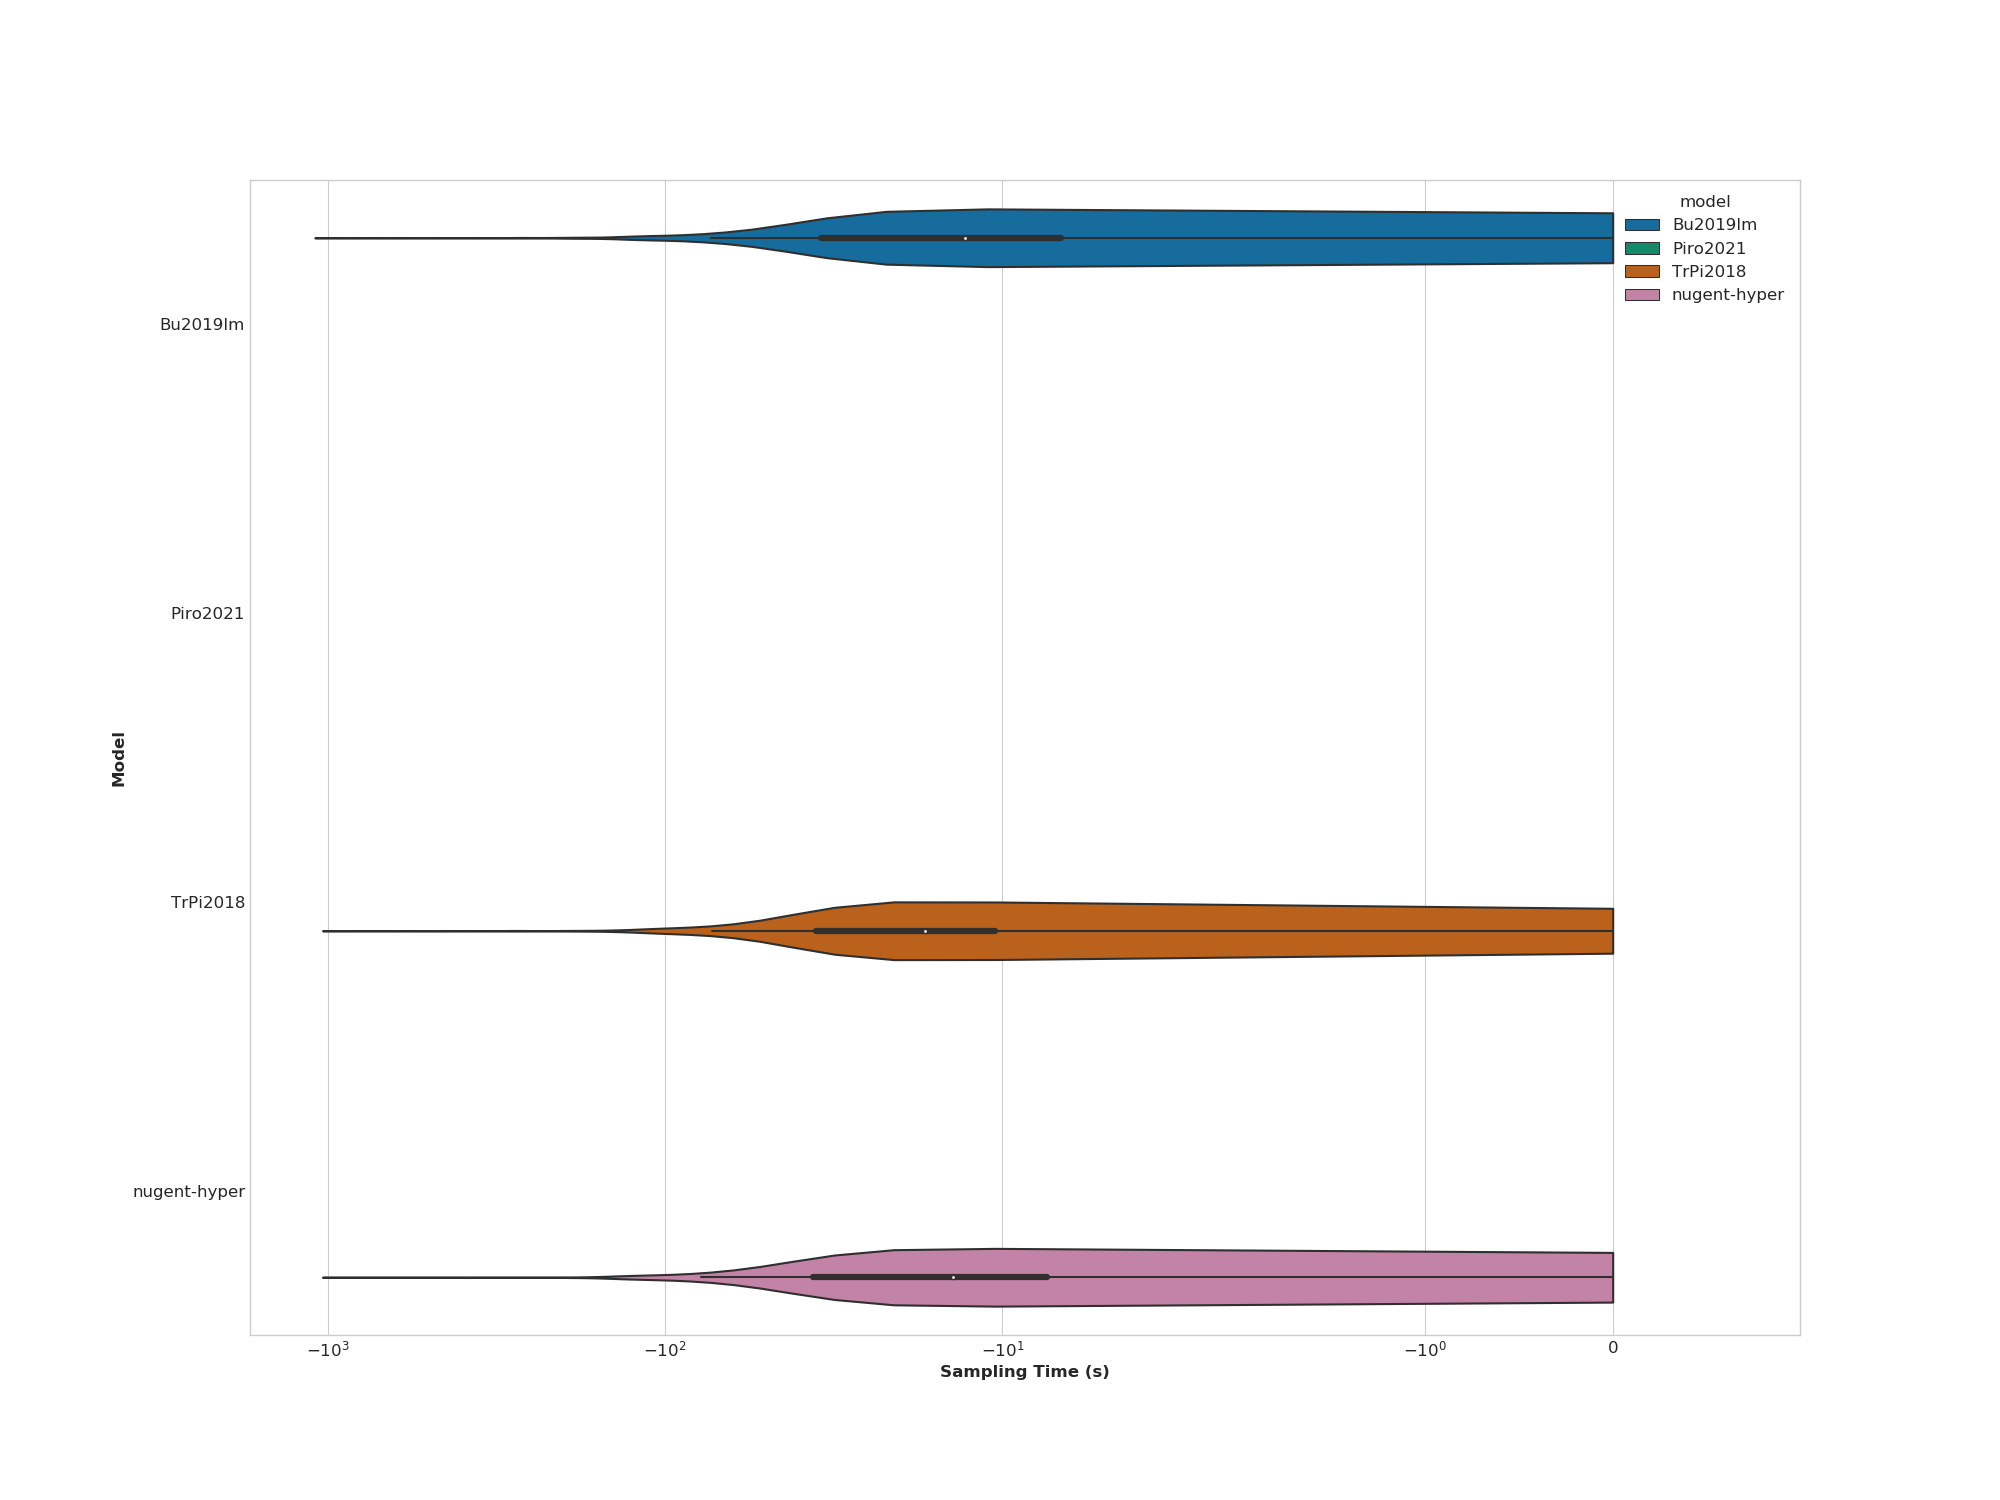 model
Bu2019lm
Piro2021
TrPi2018
nugent-hyper
Bu2019lm
Piro2021
TrPi2018
nugent-hyper
Model
−10³ −10² −10¹ −10⁰ 0
Sampling Time (s)